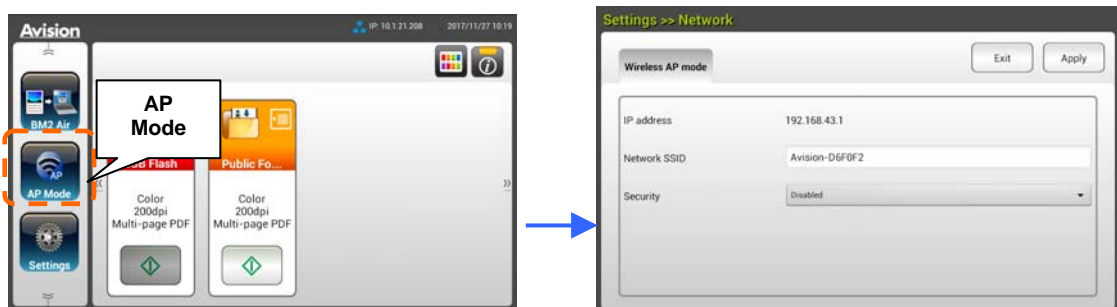 Avision
IP: 10.1.21.208
2017/11/27 10:19
BM2 Air
AP
AP Mode
Settings
AP
Mode
SB Flash
Public Fo...
Color
200dpi
Multi-page PDF
Color
200dpi
Multi-page PDF
Settings >> Network
Wireless AP mode
Exit
Apply
IP address
192.168.43.1
Network SSID
Avision-D6F0F2
Security
Disabled